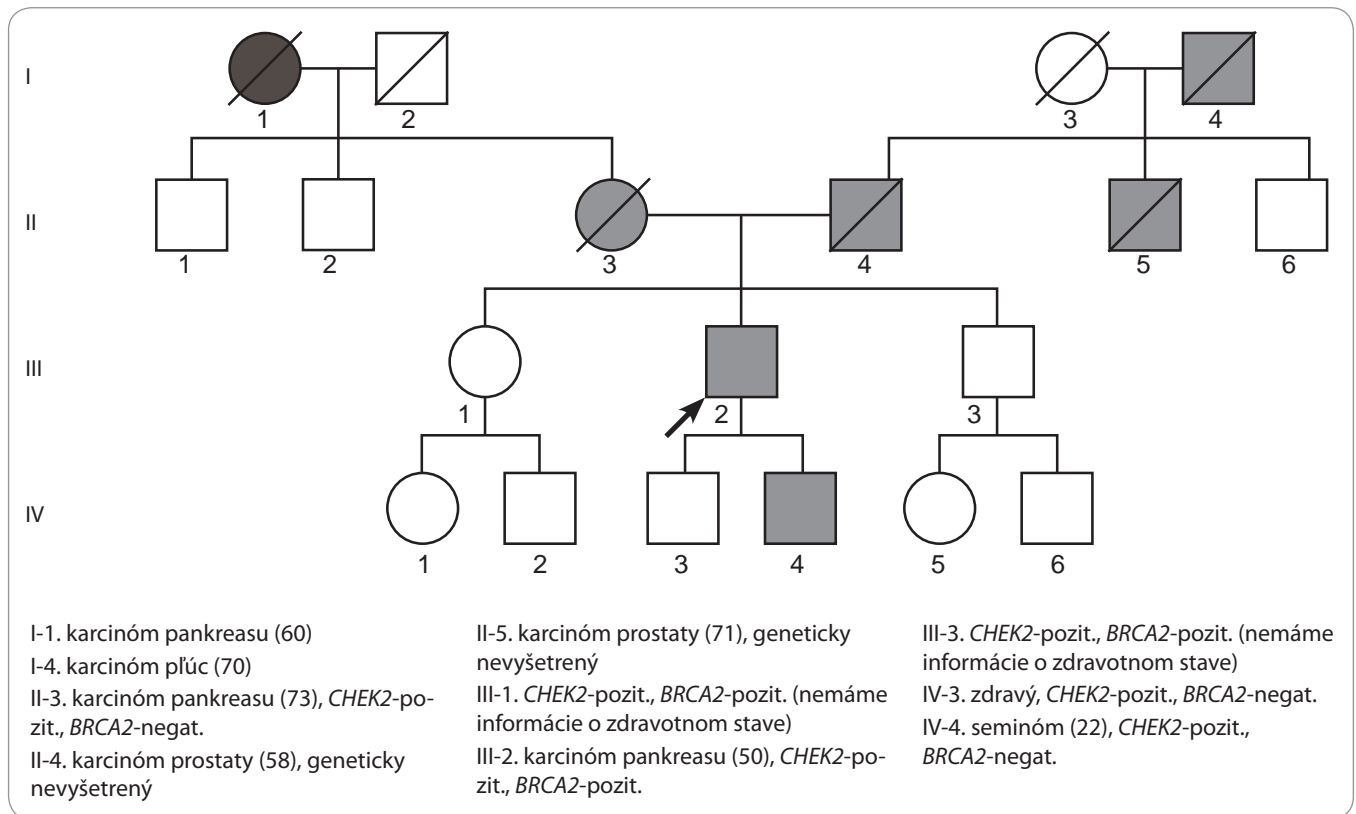 I
1
2
3
4
II
1
2
3
4
5
6
III
1
2
3
IV
1
2
3
4
5
6
I-1. karcinóm pankreasu (60)
I-4. karcinóm pľúc (70)
II-3. karcinóm pankreasu (73), CHEK2-po-
zit., BRCA2-negat.
II-4. karcinóm prostaty (58), geneticky
nevyšetrený
II-5. karcinóm prostaty (71), geneticky
nevyšetrený
III-1. CHEK2-pozit., BRCA2-pozit. (nemáme
informácie o zdravotnom stave)
III-2. karcinóm pankreasu (50), CHEK2-po-
zit., BRCA2-pozit.
III-3. CHEK2-pozit., BRCA2-pozit. (nemáme
informácie o zdravotnom stave)
IV-3. zdravý, CHEK2-pozit., BRCA2-negat.
IV-4. seminóm (22), CHEK2-pozit.,
BRCA2-negat.